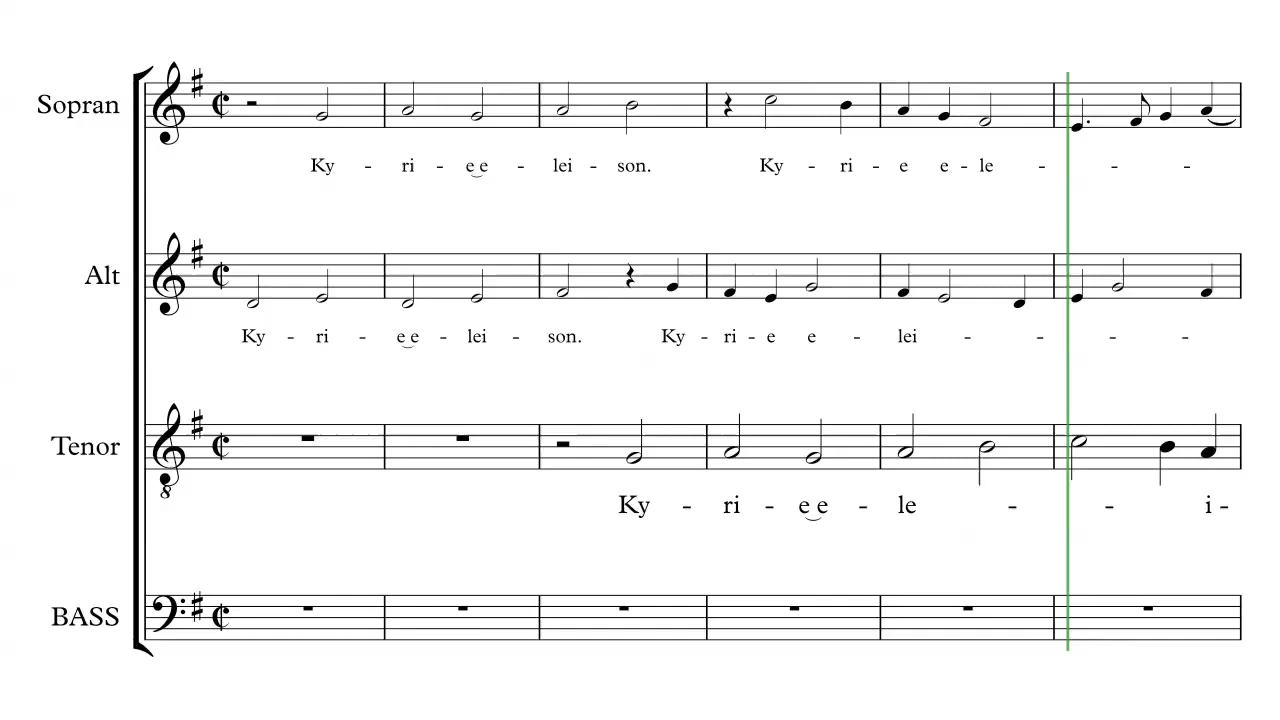 Sopran
Ky - ri - e e - lei - son. Ky - ri - e e - le - - -
Alt
Ky - ri - e e - lei - son. Ky - ri - e e - lei - - - -
Tenor
8
Ky - ri - e e - le - - i -
BASS